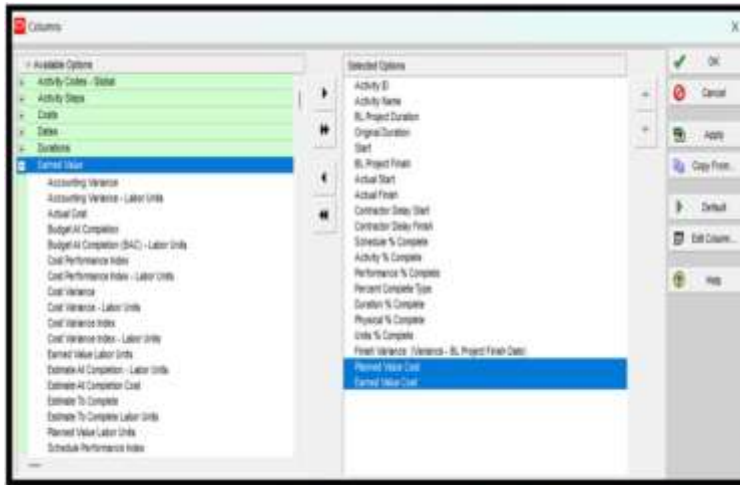 Columns
X
Available Options
Activity Codes - Global
Activity Steps
Costs
Dates
Durations
Earned Value
Accounting Variance
Accounting Variance - Labor Units
Actual Cost
Budget At Completion
Budget At Completion (BAC) - Labor Units
Cost Performance Index
Cost Performance Index - Labor Units
Cost Variance
Cost Variance - Labor Units
Cost Variance Index
Cost Variance Index - Labor Units
Earned Value Labor Units
Estimate At Completion - Labor Units
Estimate At Completion Cost
Estimate To Complete
Estimate To Complete Labor Units
Planned Value Labor Units
Schedule Performance Index
Selected Options
Activity ID
Activity Name
BL Project Duration
Original Duration
Start
BL Project Finish
Actual Start
Actual Finish
Contractor Delay Start
Contractor Delay Finish
Schedule % Complete
Activity % Complete
Performance % Complete
Percent Complete Type
Duration % Complete
Physical % Complete
Units % Complete
Finish Variance (Variance - BL Project Finish Date)
Planned Value Cost
Earned Value Cost
OK
Cancel
Apply
Copy From...
Default
Edit Column...
Help